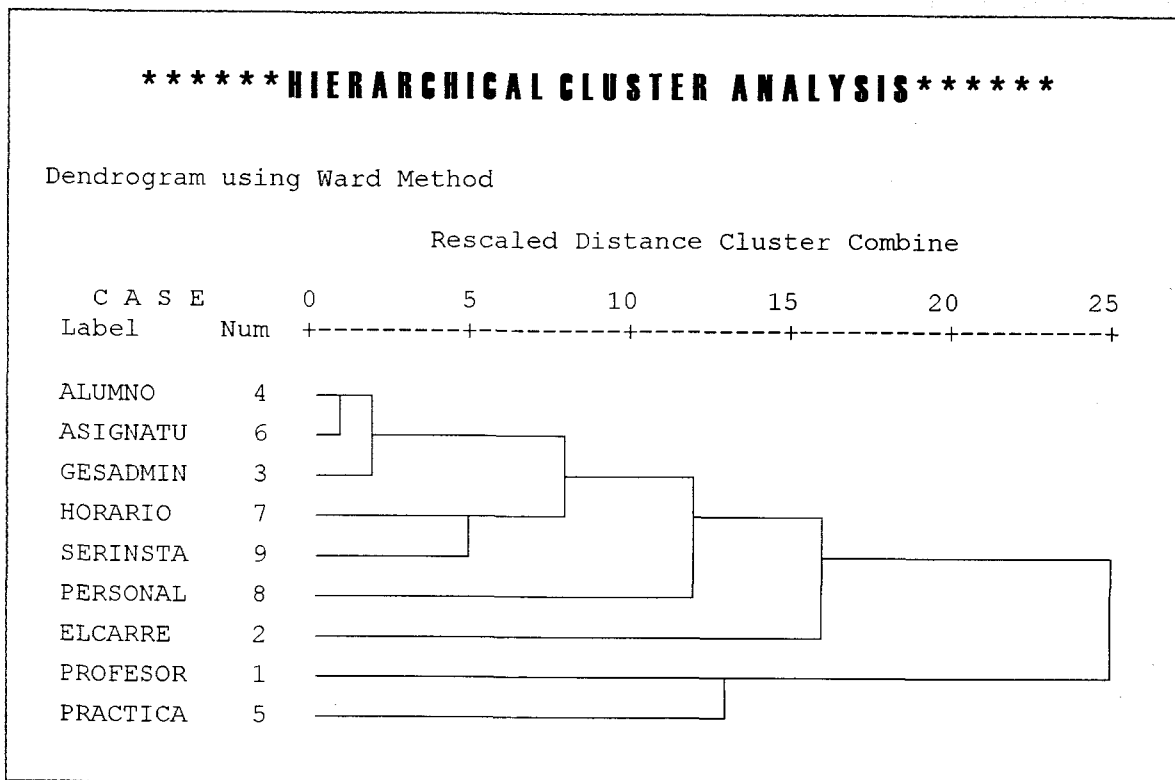 ******HIERARCHICAL CLUSTER ANALYSIS******
Dendrogram using Ward Method
Rescaled Distance Cluster Combine
C A S E 0 5 10 15 20 25
Label Num +---------+---------+---------+---------+---------+
ALUMNO 4
ASIGNATU 6
GESADMIN 3
HORARIO 7
SERINSTA 9
PERSONAL 8
ELCARRE 2
PROFESOR 1
PRACTICA 5